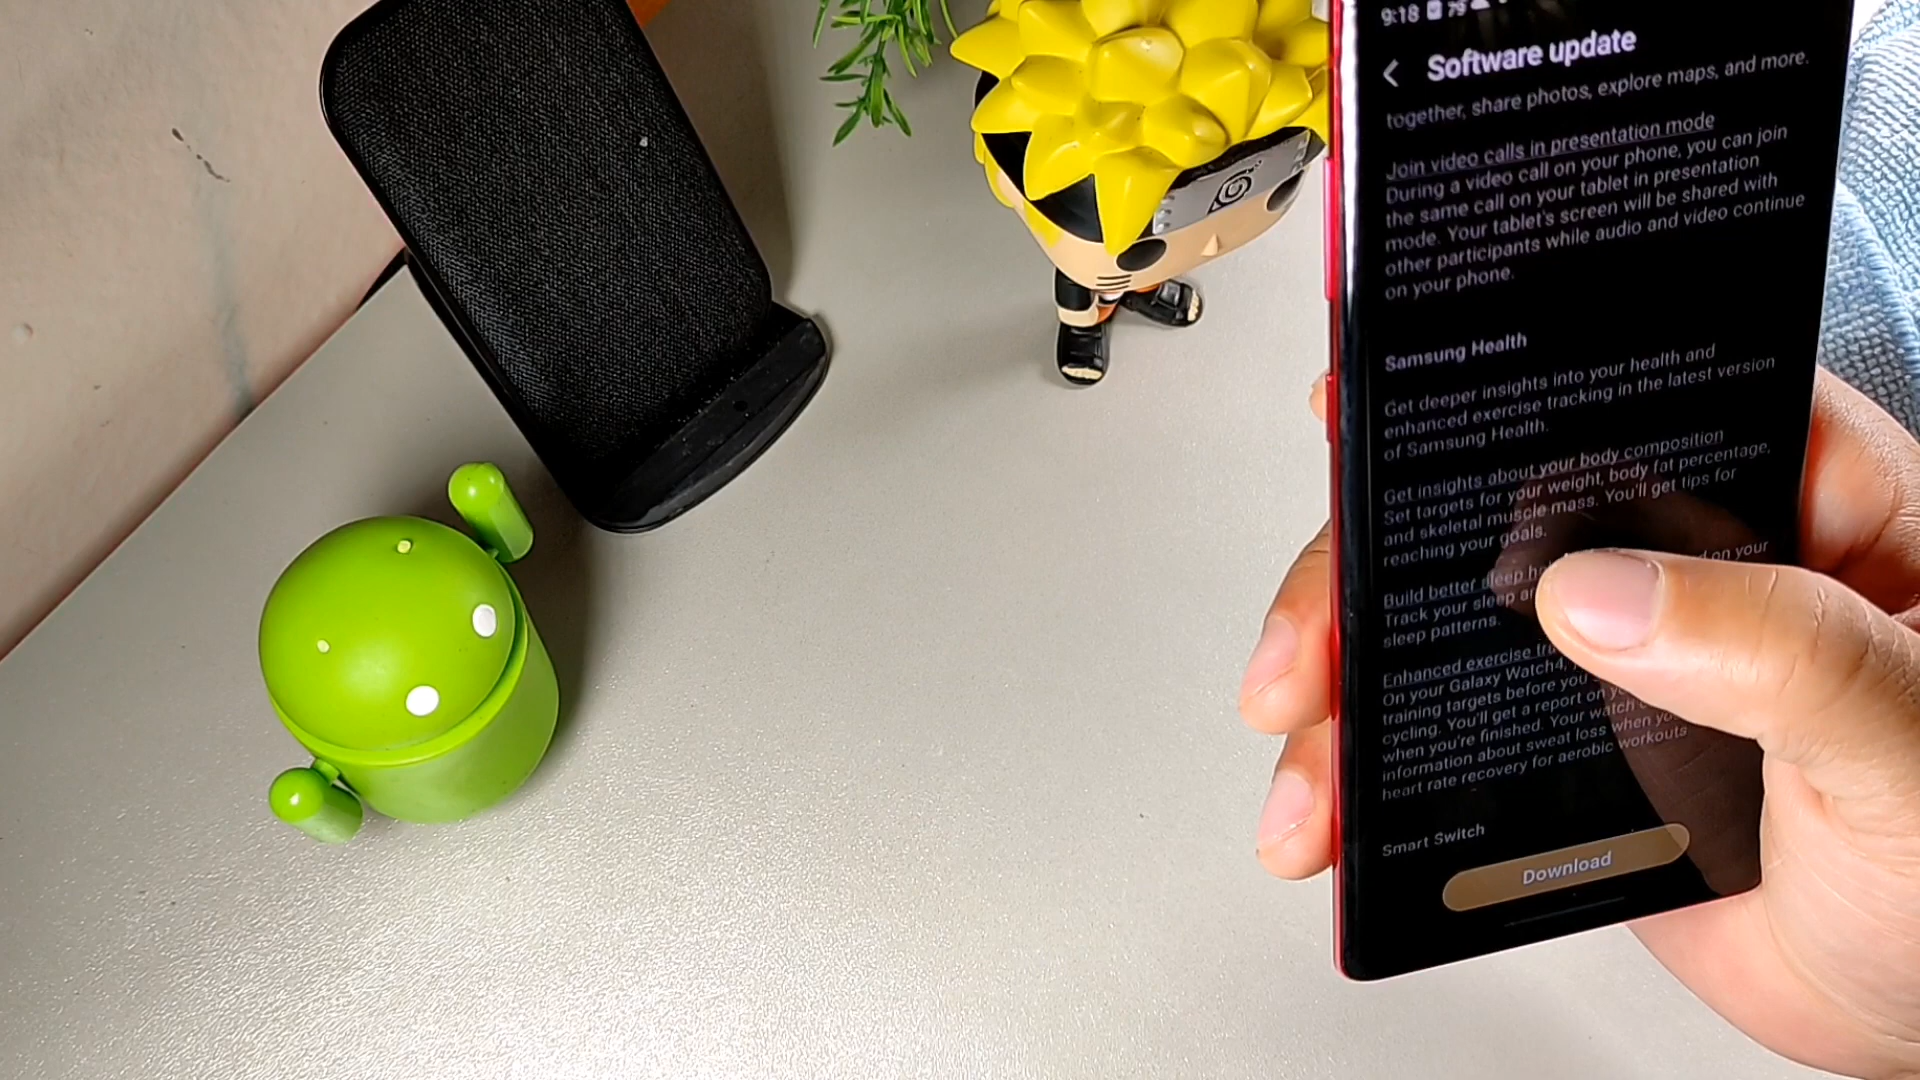 9:18
Software update
together, share photos, explore maps, and more.
Join video calls in presentation mode
During a video call on your phone, you can join
the same call on your tablet in presentation
mode. Your tablet's screen will be shared with
other participants while audio and video continue
on your phone.
Samsung Health
Get deeper insights into your health and
enhanced exercise tracking in the latest version
of Samsung Health.
Get insights about your body composition
Set targets for your weight, body fat percentage,
and skeletal muscle mass. You'll get tips for
reaching your goals.
Build better sleep on your
Track your sleep
sleep patterns.
Enhanced exercise
On your Galaxy Watch4,
training targets before you
cycling. You'll get a report on
when you're finished. Your watch
information about sweat loss when
heart rate recovery for aerobic workouts
Smart Switch
Download